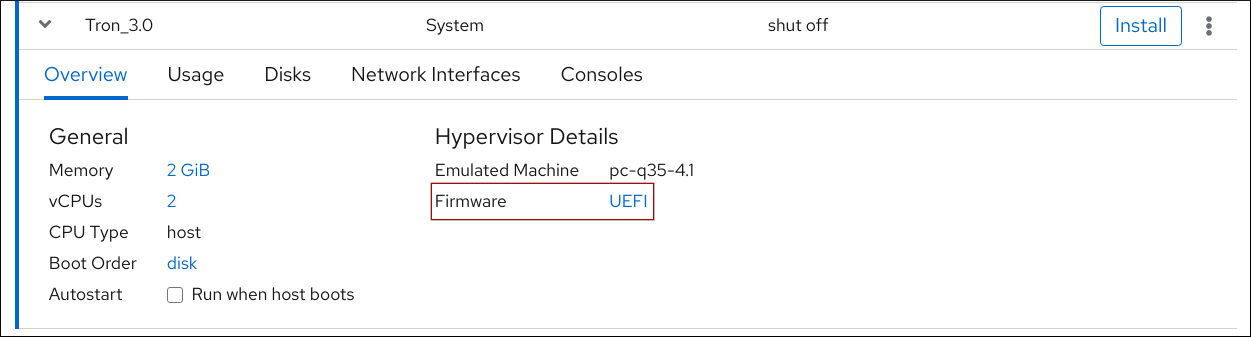 Tron_3.0 System shut off Install
Overview Usage Disks Network Interfaces Consoles
General
Memory 2 GiB
vCPUs 2
CPU Type host
Boot Order disk
Autostart Run when host boots
Hypervisor Details
Emulated Machine pc-q35-4.1
Firmware UEFI